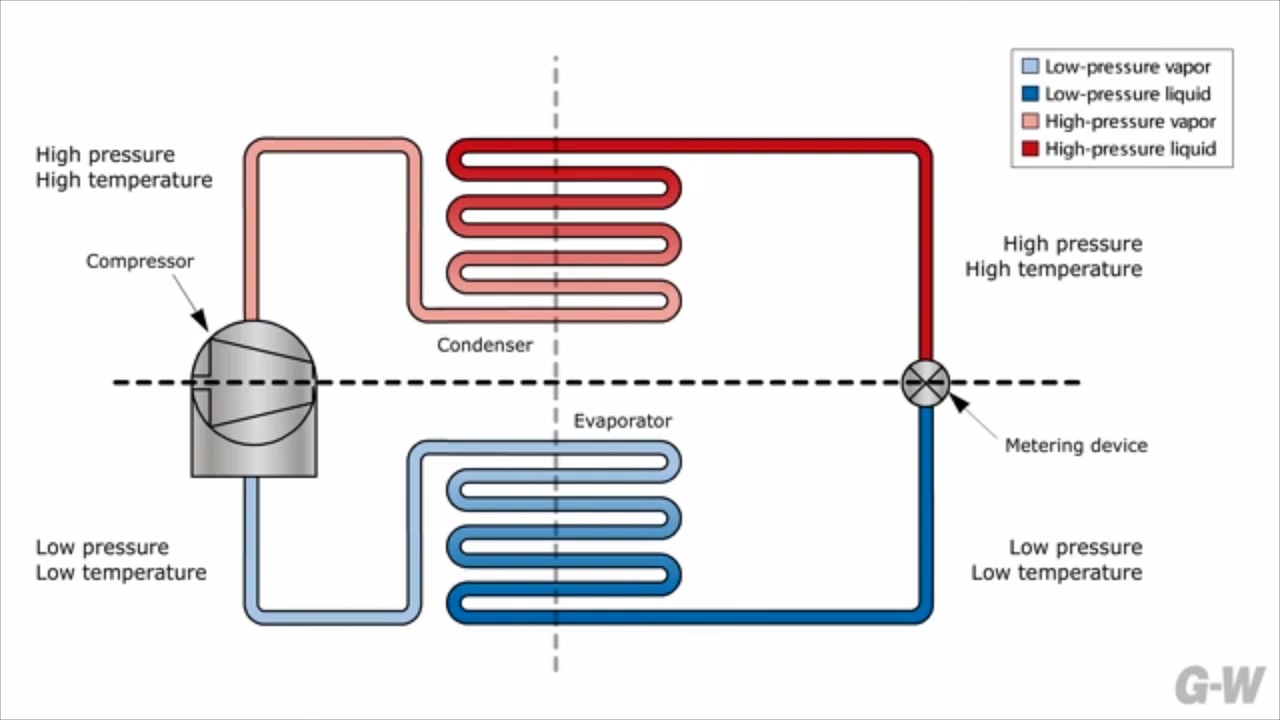 Low-pressure vapor
Low-pressure liquid
High-pressure vapor
High-pressure liquid
High pressure
High temperature
Compressor
High pressure
High temperature
Condenser
Evaporator
Metering device
Low pressure
Low temperature
Low pressure
Low temperature
G-W